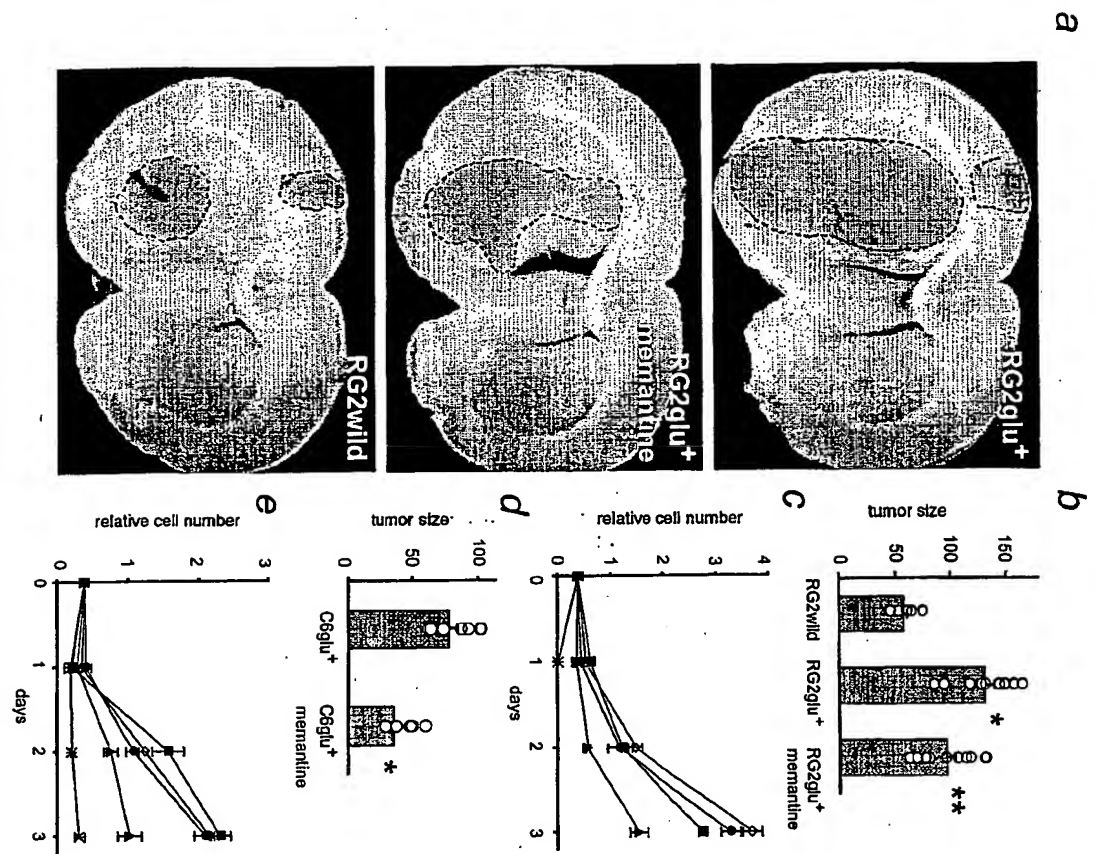 a
RG2glu+
RG2glu+
memantine
RG2wild
b
tumor size
0 50 100 150
RG2wild
RG2glu+
RG2glu+
memantine
*
**
c
relative cell number
0 1 2 3 4
0 1 2 3
days
d
tumor size
0 50 100
C6glu+
C6glu+
memantine
*
e
relative cell number
0 1 2 3
0 1 2 3
days